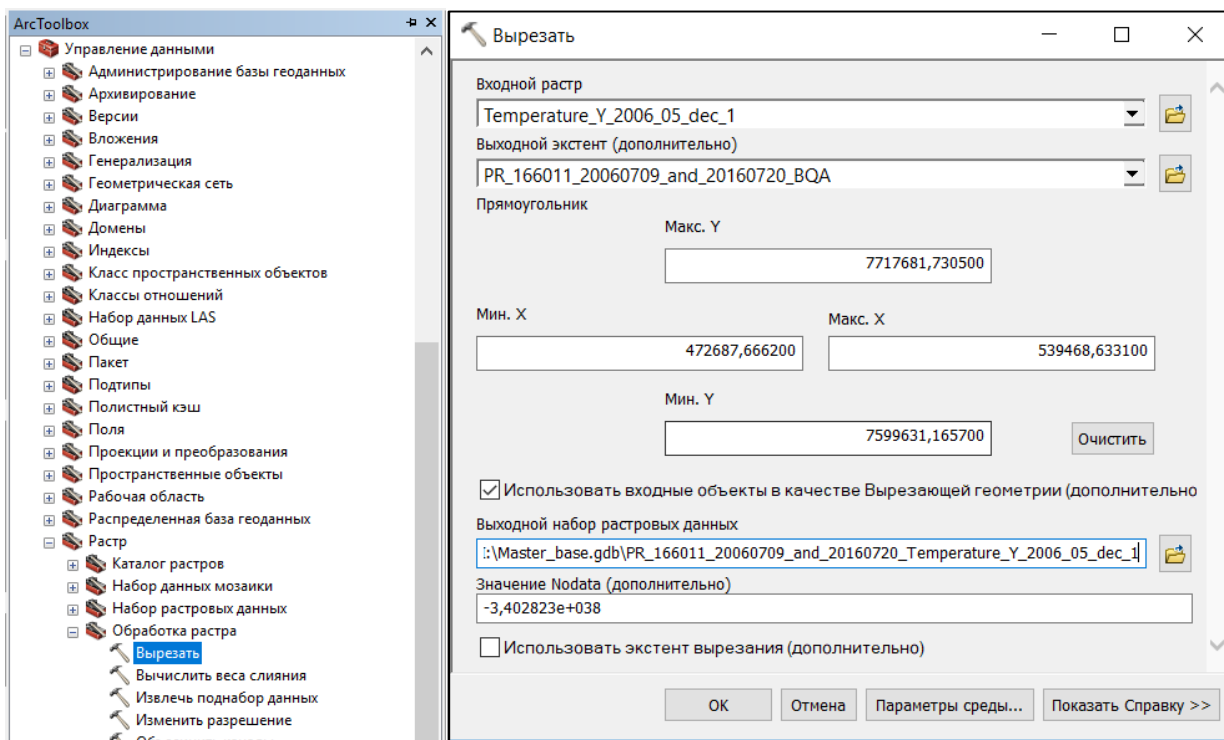 ArcToolbox
Управление данными
Администрирование базы геоданных
Архивирование
Версии
Вложения
Генерализация
Геометрическая сеть
Диаграмма
Домены
Индексы
Класс пространственных объектов
Классы отношений
Набор данных LAS
Общие
Пакет
Подтипы
Полистный кэш
Поля
Проекции и преобразования
Пространственные объекты
Рабочая область
Распределенная база геоданных
Растр
Каталог растров
Набор данных мозаики
Набор растровых данных
Обработка растра
Вырезать
Вычислить веса слияния
Извлечь поднабор данных
Изменить разрешение
Вырезать
Входной растр
Temperature_Y_2006_05_dec_1
Выходной экстент (дополнительно)
PR_166011_20060709_and_20160720_BQA
Прямоугольник
Макс. Y
7717681,730500
Мин. X
Макс. X
472687,666200
539468,633100
Мин. Y
7599631,165700
Очистить
Использовать входные объекты в качестве Вырезающей геометрии (дополнительно
Выходной набор растровых данных
:\Master_base.gdb\PR_166011_20060709_and_20160720_Temperature_Y_2006_05_dec_1
Значение Nodata (дополнительно)
-3,402823e+038
Использовать экстент вырезания (дополнительно)
ОК
Отмена
Параметры среды...
Показать Справку >>